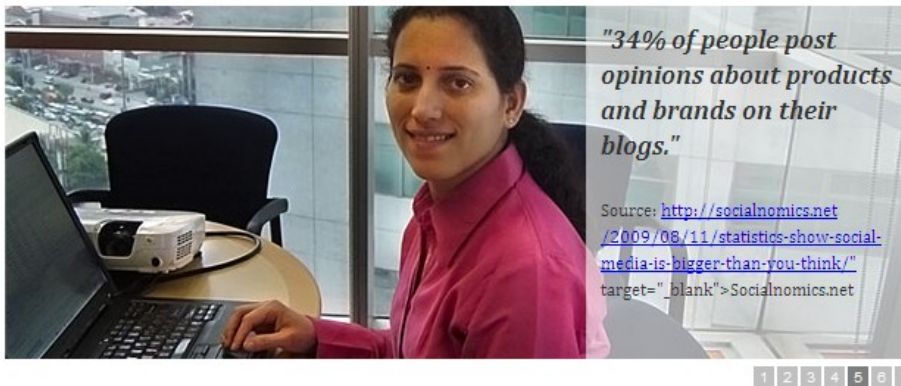 "34% of people post
opinions about products
and brands on their
blogs."
Source: http://socialnomics.net
/2009/08/11/statistics-show-social-
media-is-bigger-than-you-think/"
target="_blank">Socialnomics.net
1 2 3 4 5 6